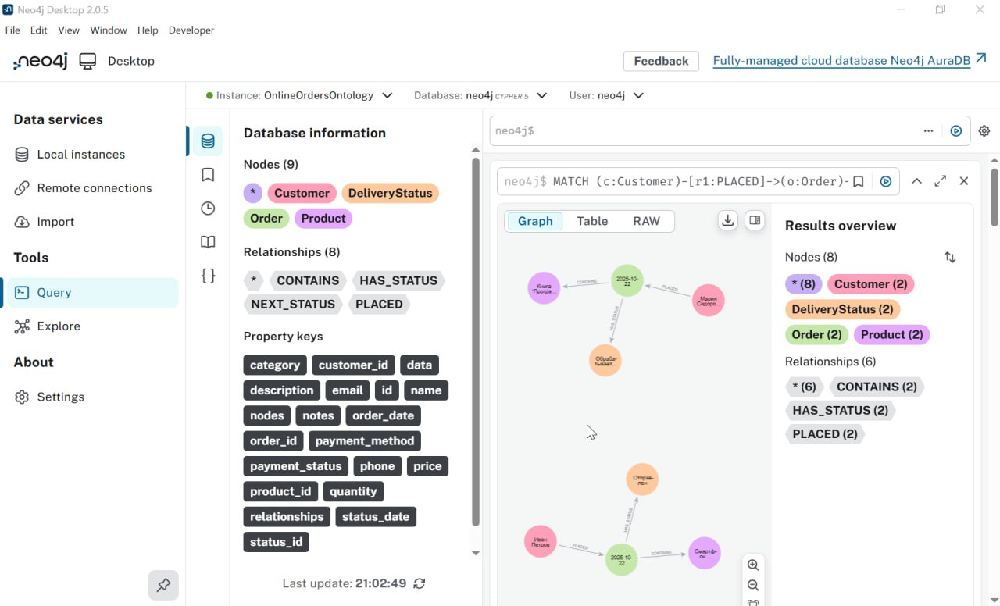 Neo4j Desktop 2.0.5
File Edit View Window Help Developer
neo4j Desktop
Feedback
Fully-managed cloud database Neo4j AuraDB
Data services
Local instances
Remote connections
Import
Tools
Query
Explore
About
Settings
Instance: OnlineOrdersOntology Database: neo4j CYPHER 5 User: neo4j
Database information
Nodes (9)
* Customer DeliveryStatus
Order Product
Relationships (8)
* CONTAINS HAS_STATUS
NEXT_STATUS PLACED
Property keys
category customer_id data
description email id name
nodes notes order_date
order_id payment_method
payment_status phone price
product_id quantity
relationships status_date
status_id
Last update: 21:02:49
neo4j$
neo4j$ MATCH (c:Customer)-[r1:PLACED]->(o:Order)-
Graph Table RAW
Книга
"Програ...
CONTAINS
2025-10-
22
PLACED
Мария
Сидоро...
HAS_STATUS
Обраба-
тывает...
Отправ-
лен
HAS_STATUS
Иван
Петров
PLACED
2025-10-
22
CONTAINS
Смартф-
он...
Results overview
Nodes (8)
* (8) Customer (2)
DeliveryStatus (2)
Order (2) Product (2)
Relationships (6)
* (6) CONTAINS (2)
HAS_STATUS (2)
PLACED (2)